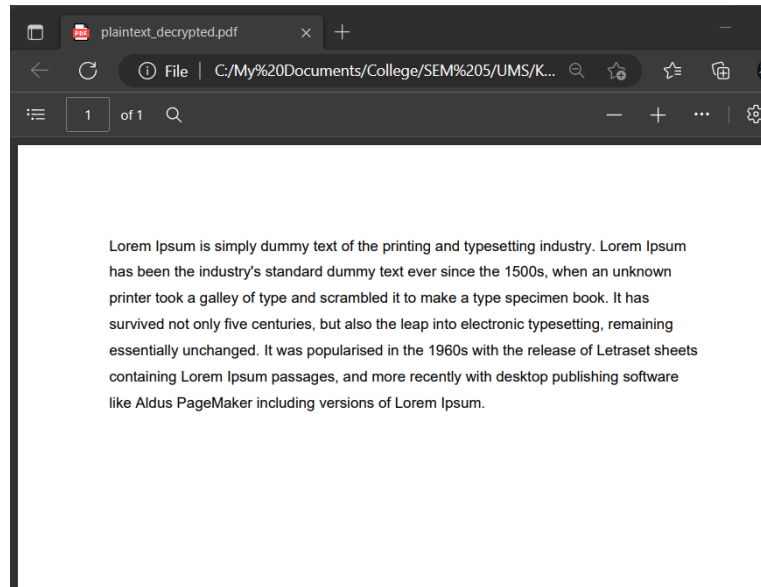 plaintext_decrypted.pdf
File | C:/My%20Documents/College/SEM%205/UMS/K...
1 of 1
Lorem Ipsum is simply dummy text of the printing and typesetting industry. Lorem Ipsum
has been the industry's standard dummy text ever since the 1500s, when an unknown
printer took a galley of type and scrambled it to make a type specimen book. It has
survived not only five centuries, but also the leap into electronic typesetting, remaining
essentially unchanged. It was popularised in the 1960s with the release of Letraset sheets
containing Lorem Ipsum passages, and more recently with desktop publishing software
like Aldus PageMaker including versions of Lorem Ipsum.